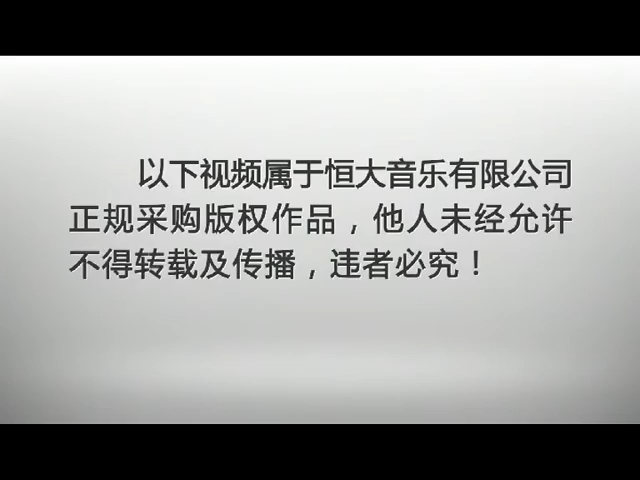 以下视频属于恒大音乐有限公司
正规采购版权作品，他人未经允许
不得转载及传播，违者必究！